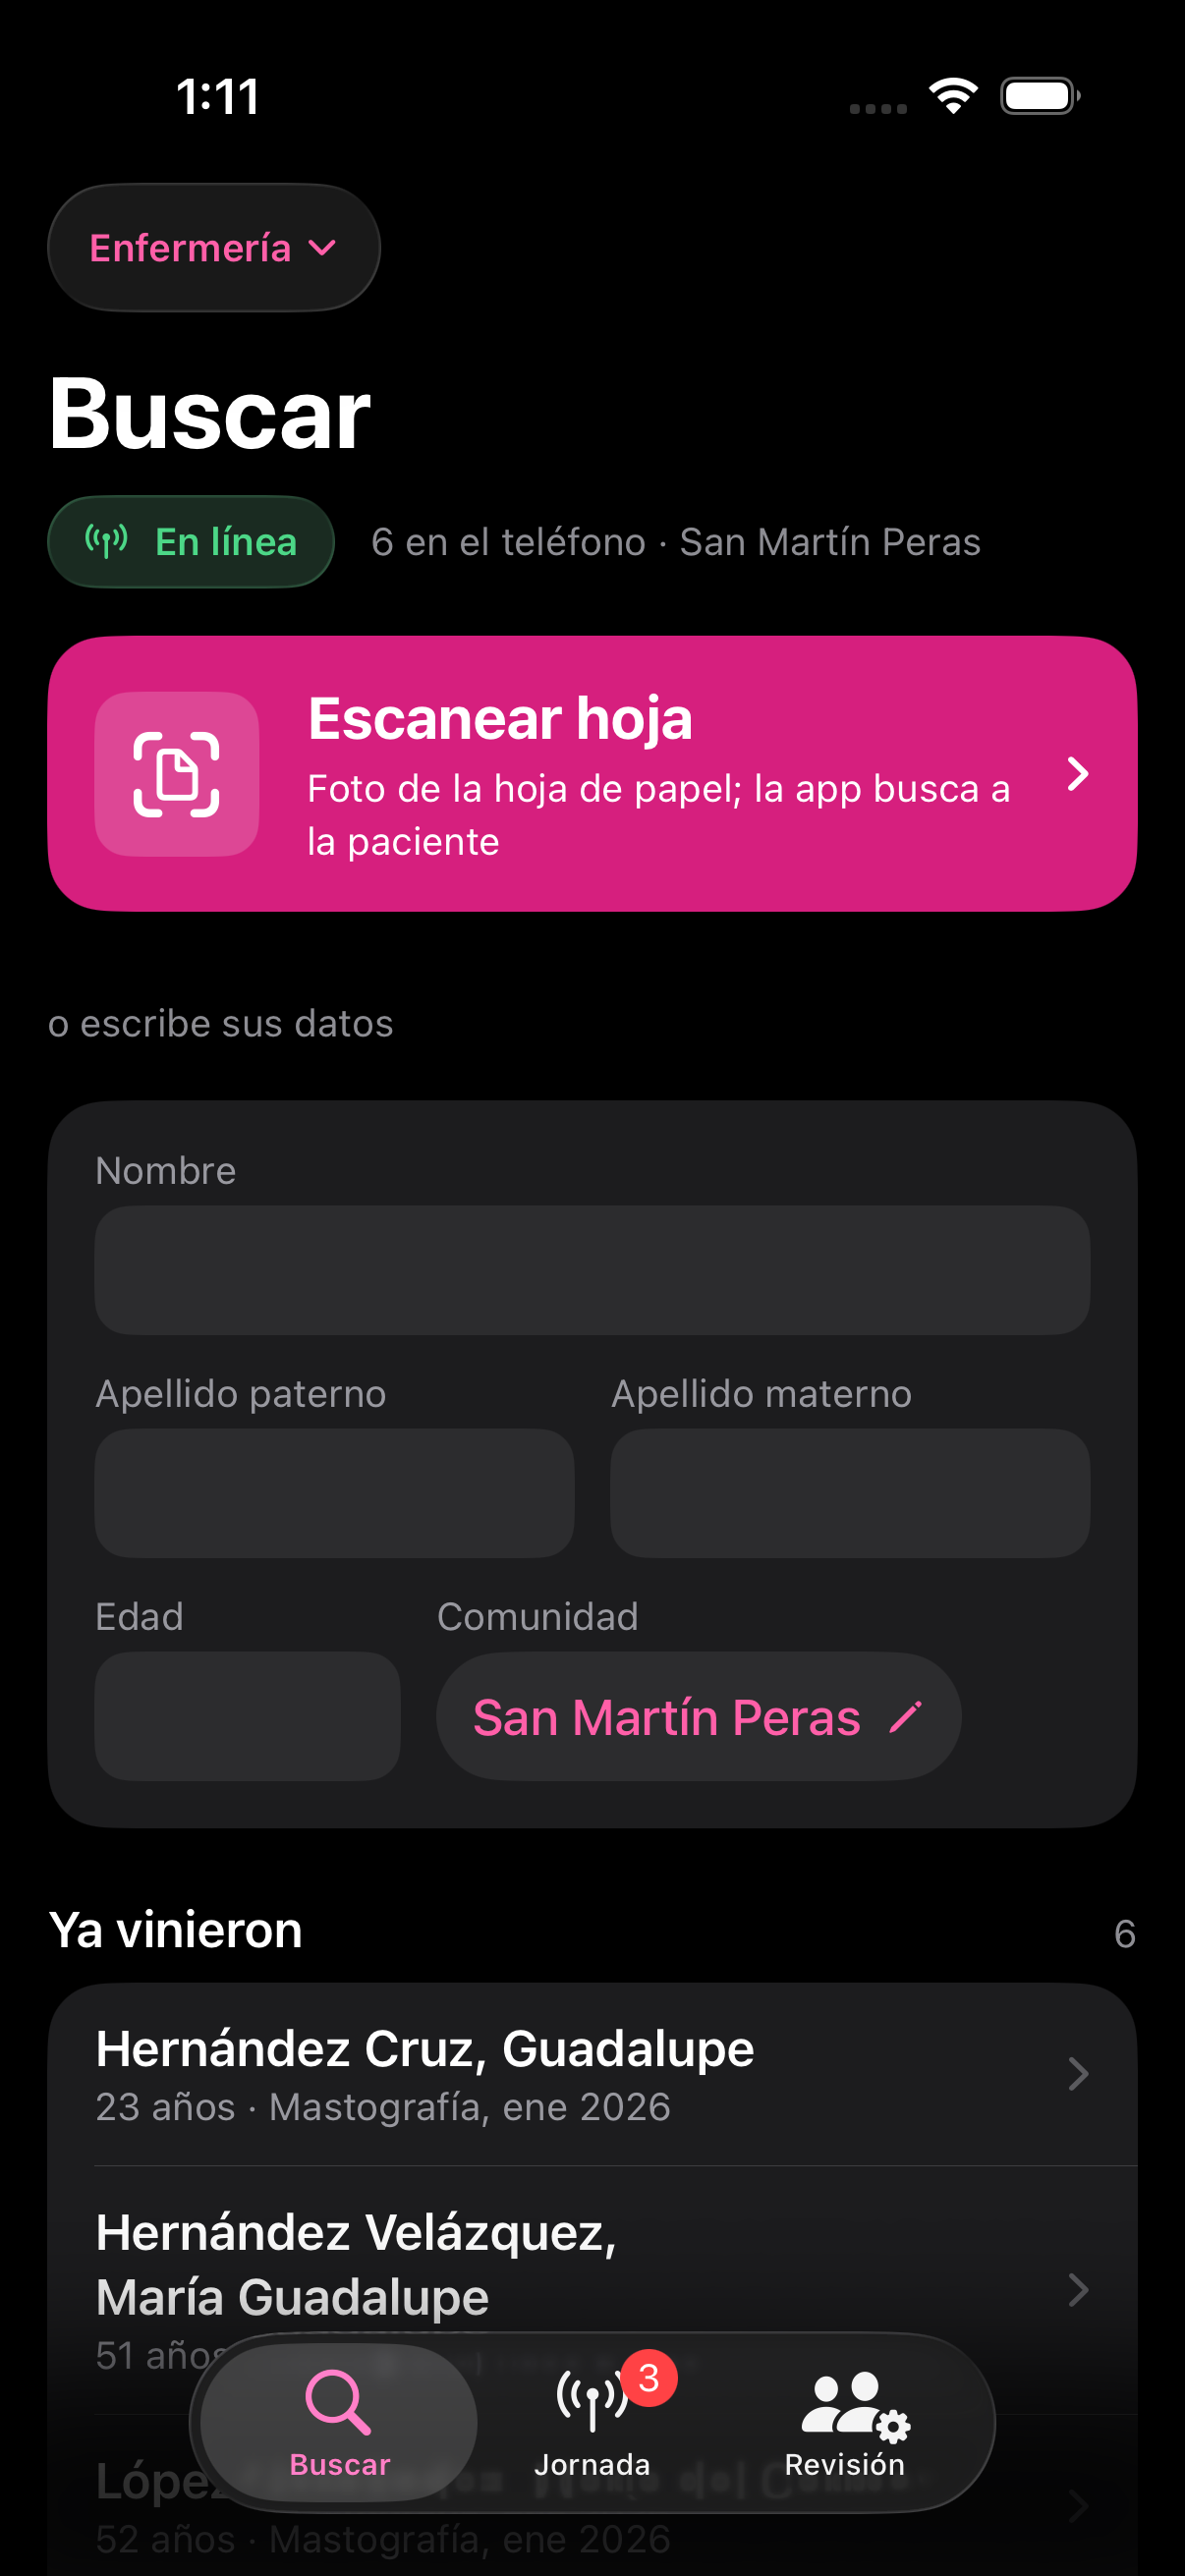 1:11
Enfermería
Buscar
En línea
6 en el teléfono · San Martín Peras
Escanear hoja
Foto de la hoja de papel; la app busca a
la paciente
o escribe sus datos
Nombre
Apellido paterno
Apellido materno
Edad
Comunidad
San Martín Peras
Ya vinieron
6
Hernández Cruz, Guadalupe
23 años · Mastografía, ene 2026
Hernández Velázquez,
María Guadalupe
51 años
3
Buscar
Jornada
Revisión
52 años · Mastografía, ene 2026